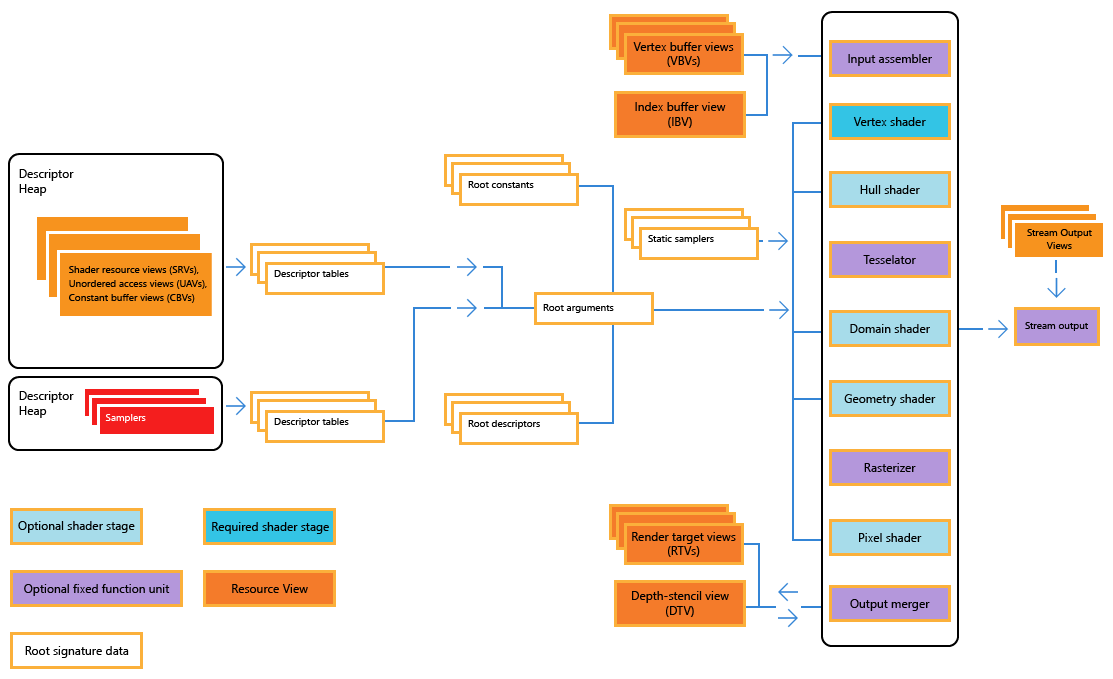 Vertex buffer views
(VBVs)
Index buffer view
(IBV)
Input assembler
Vertex shader
Hull shader
Tesselator
Domain shader
Geometry shader
Rasterizer
Pixel shader
Output merger
Descriptor
Heap
Shader resource views (SRVs),
Unordered access views (UAVs),
Constant buffer views (CBVs)
Descriptor tables
Root constants
Static samplers
Root arguments
Stream Output
Views
Stream output
Descriptor
Heap
Samplers
Descriptor tables
Root descriptors
Render target views
(RTVs)
Depth-stencil view
(DTV)
Optional shader stage
Required shader stage
Optional fixed function unit
Resource View
Root signature data